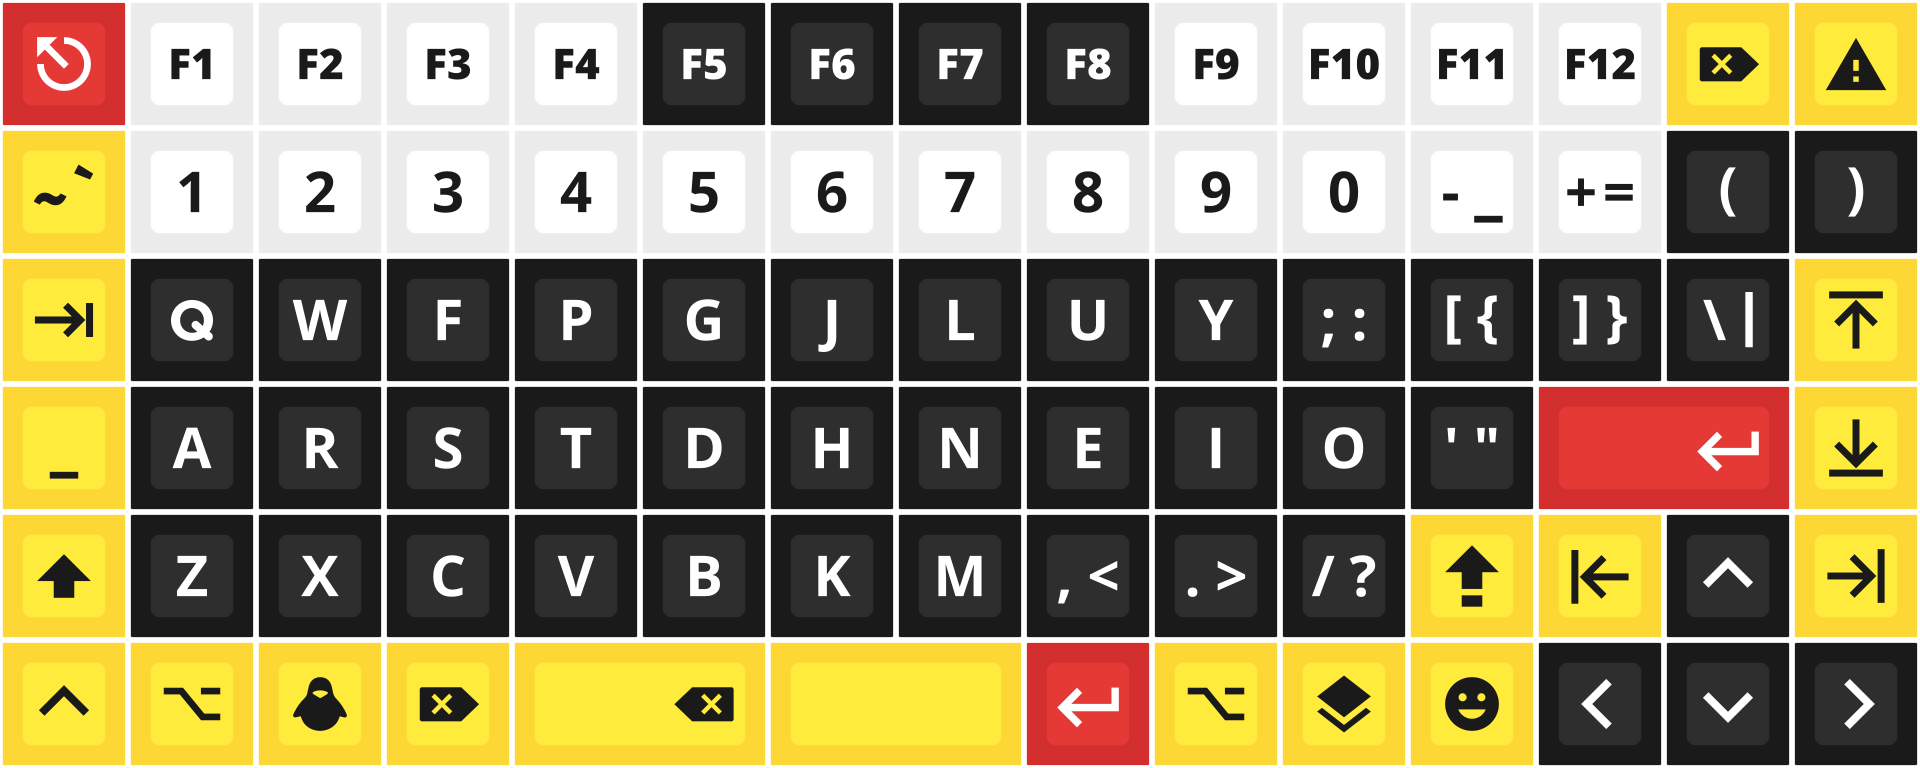 F1 F2 F3 F4 F5 F6 F7 F8 F9 F10 F11 F12
~ ` 1 2 3 4 5 6 7 8 9 0 - _ + = ( )
Q W F P G J L U Y ; : [ { ] } \ |
_ A R S T D H N E I O ' "
Z X C V B K M , < . > / ?